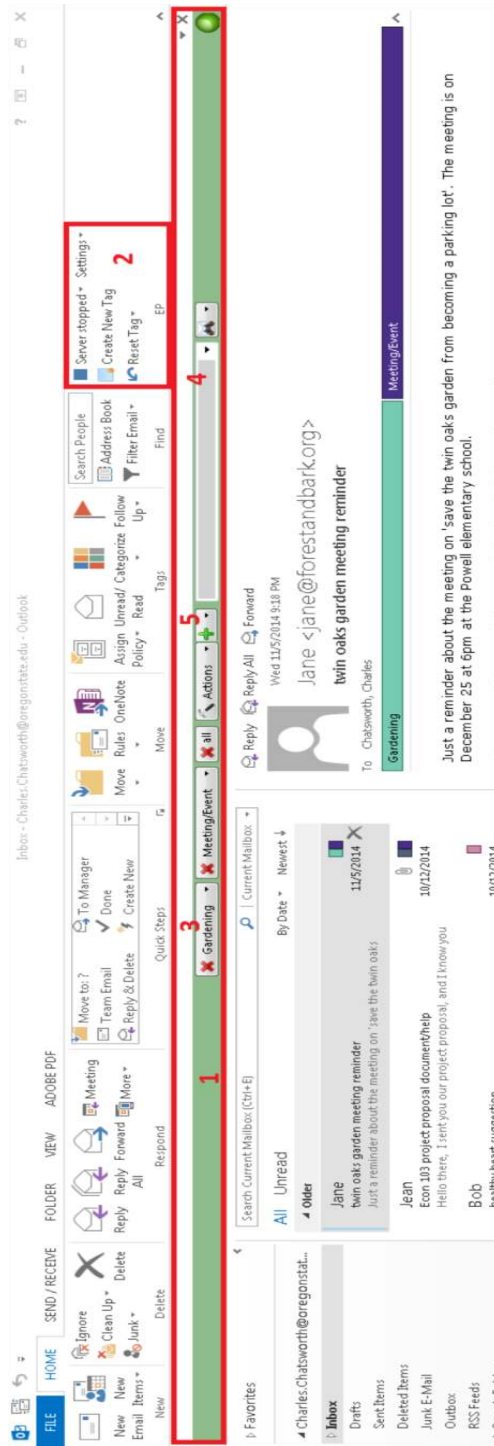 Inbox - Charles.Chatsworth@oregonstate.edu - Outlook
FILE HOME SEND / RECEIVE FOLDER VIEW ADOBE PDF
New Email
New Items
New
Ignore
Clean Up
Junk
Delete
Delete
Reply
Reply All
Forward
Meeting
More
Respond
Move to: ?
Team Email
Reply & Delete
To Manager
Done
Create New
Quick Steps
Move
Rules
OneNote
Move
Assign Policy
Unread/ Read
Categorize
Follow Up
Tags
Search People
Address Book
Filter Email
Find
Server stopped
Settings
Create New Tag
Reset Tag
2
EP
1
3
Gardening
Meeting/Event
all
Actions
5
4
Favorites
Charles.Chatsworth@oregonstat...
Inbox
Drafts
Sent Items
Deleted Items
Junk E-Mail
Outbox
RSS Feeds
Search Current Mailbox (Ctrl+E)
Current Mailbox
All Unread
By Date Newest
Older
Jane
twin oaks garden meeting reminder
11/5/2014
Just a reminder about the meeting on 'save the twin oaks
Jean
Econ 103 project proposal document/help
10/12/2014
Hello there, I sent you our project proposal, and I know you
Bob
healthy heart suggestion
10/12/2014
Reply Reply All Forward
Wed 11/5/2014 9:18 PM
Jane <jane@forestandbark.org>
twin oaks garden meeting reminder
To Chatsworth, Charles
Gardening
Meeting/Event
Just a reminder about the meeting on 'save the twin oaks garden from becoming a parking lot'. The meeting is on
December 25 at 6pm at the Powell elementary school.